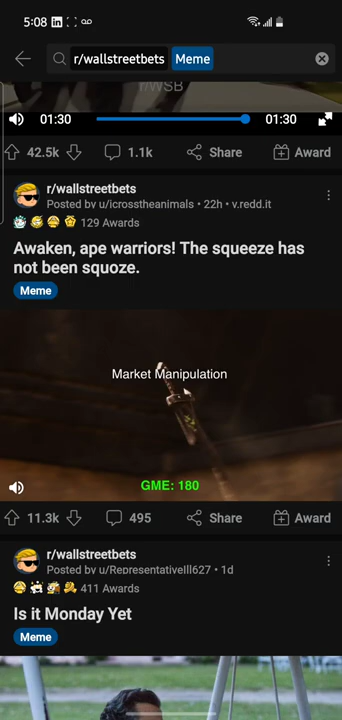 5:08
r/wallstreetbets Meme
r/WSB
01:30 01:30
42.5k 1.1k Share Award
r/wallstreetbets
Posted by u/icrosstheanimals • 22h • v.redd.it
129 Awards
Awaken, ape warriors! The squeeze has
not been squoze.
Meme
Market Manipulation
GME: 180
11.3k 495 Share Award
r/wallstreetbets
Posted by u/RepresentativeIll627 • 1d
411 Awards
Is it Monday Yet
Meme